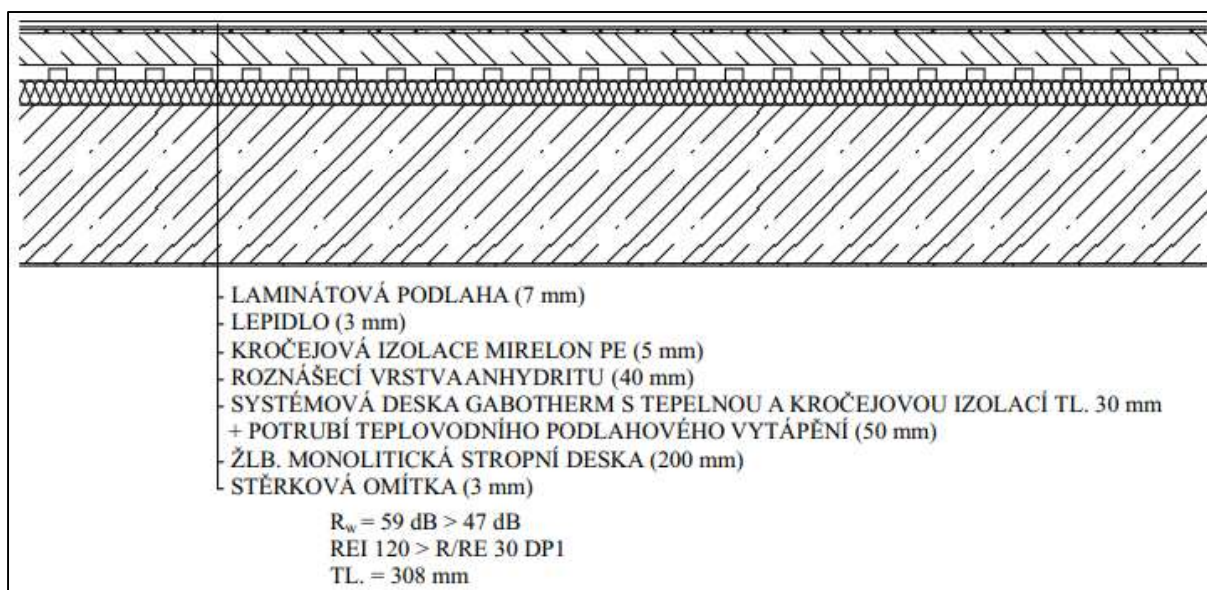 LAMINÁTOVÁ PODLAHA (7 mm)
LEPIDLO (3 mm)
KROČEJOVÁ IZOLACE MIRELON PE (5 mm)
ROZNÁŠECÍ VRSTVAANHYDRITU (40 mm)
SYSTÉMOVÁ DESKA GABOTHERM S TEPELNOU A KROČEJOVOU IZOLACÍ TL. 30 mm
+ POTRUBÍ TEPLOVODNÍHO PODLAHOVÉHO VYTÁPĚNÍ (50 mm)
ŽLB. MONOLITICKÁ STROPNÍ DESKA (200 mm)
STĚRKOVÁ OMÍTKA (3 mm)
Rw = 59 dB > 47 dB
REI 120 > R/RE 30 DP1
TL. = 308 mm